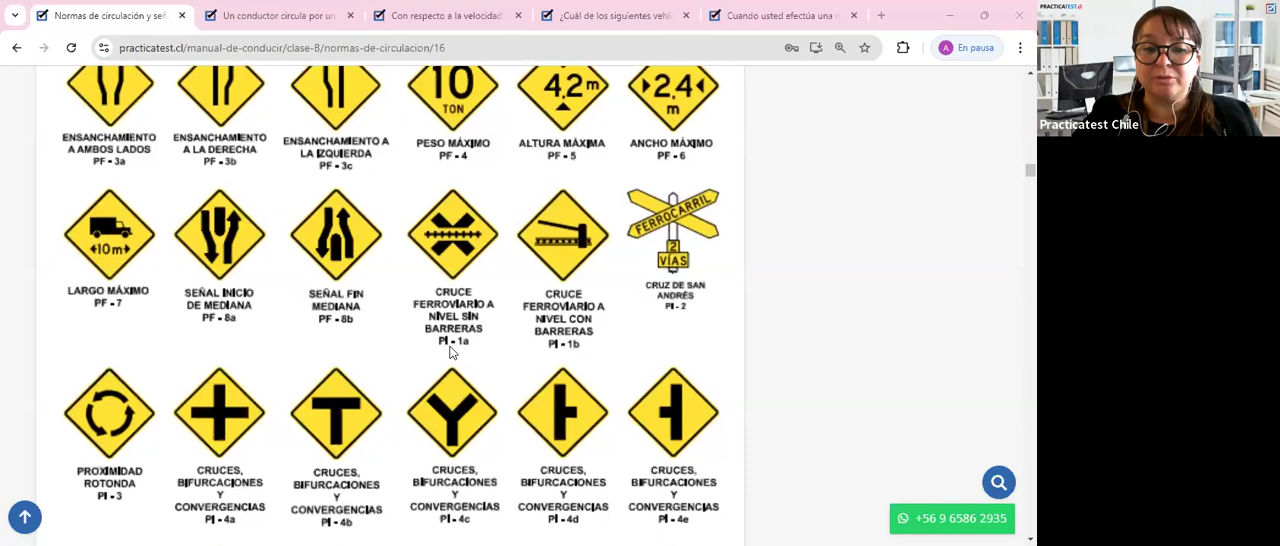 Normas de circulación y señ
Un conductor circula por un
Con respecto a la velocidad
¿Cuál de los siguientes vehí
Cuando usted efectúa una m
practicatest.cl/manual-de-conducir/clase-B/normas-de-circulacion/16
A
En pausa
PRACTICATEST.CL
Practicatest Chile
10
TON
4,2 m
2,4
m
ENSANCHAMIENTO
A AMBOS LADOS
PF - 3a
ENSANCHAMIENTO
A LA DERECHA
PF - 3b
ENSANCHAMIENTO A
LA IZQUIERDA
PF - 3c
PESO MÁXIMO
PF - 4
ALTURA MÁXIMA
PF - 5
ANCHO MÁXIMO
PF - 6
10m
FERROCARRIL
2
VÍAS
LARGO MÁXIMO
PF - 7
SEÑAL INICIO
DE MEDIANA
PF - 8a
SEÑAL FIN
MEDIANA
PF - 8b
CRUCE
FERROVIARIO A
NIVEL SIN
BARRERAS
PI - 1a
CRUCE
FERROVIARIO A
NIVEL CON
BARRERAS
PI - 1b
CRUZ DE SAN
ANDRÉS
PI - 2
PROXIMIDAD
ROTONDA
PI - 3
CRUCES,
BIFURCACIONES
Y
CONVERGENCIAS
PI - 4a
CRUCES,
BIFURCACIONES
Y
CONVERGENCIAS
PI - 4b
CRUCES,
BIFURCACIONES
Y
CONVERGENCIAS
PI - 4c
CRUCES,
BIFURCACIONES
Y
CONVERGENCIAS
PI - 4d
CRUCES,
BIFURCACIONES
Y
CONVERGENCIAS
PI - 4e
+56 9 6586 2935